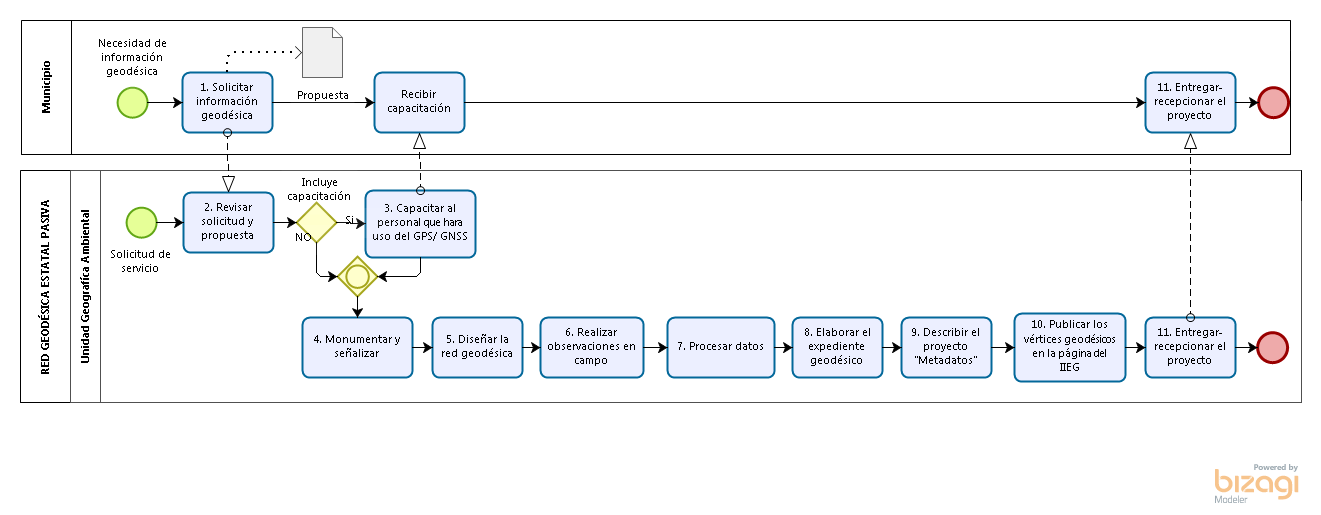 Municipio
Necesidad de
información
geodésica
1. Solicitar
información
geodésica
Propuesta
Recibir
capacitación
11. Entregar-
recepcionar el
proyecto
RED GEODÉSICA ESTATAL PASIVA
Unidad Geografíca Ambiental
Solicitud de
servicio
2. Revisar
solicitud y
propuesta
Incluye
capacitación
Si
NO
3. Capacitar al
personal que hara
uso del GPS/ GNSS
4. Monumentar y
señalizar
5. Diseñar la
red geodésica
6. Realizar
observaciones en
campo
7. Procesar datos
8. Elaborar el
expediente
geodésico
9. Describir el
proyecto
"Metadatos"
10. Publicar los
vértices geodésicos
en la página del
IIEG
11. Entregar-
recepcionar el
proyecto
Powered by
bizagi
Modeler